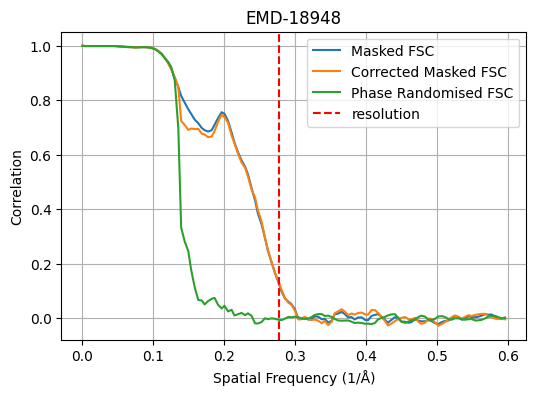 EMD-18948
Masked FSC
Corrected Masked FSC
Phase Randomised FSC
resolution
Correlation
1.0
0.8
0.6
0.4
0.2
0.0
0.0 0.1 0.2 0.3 0.4 0.5 0.6
Spatial Frequency (1/Å)